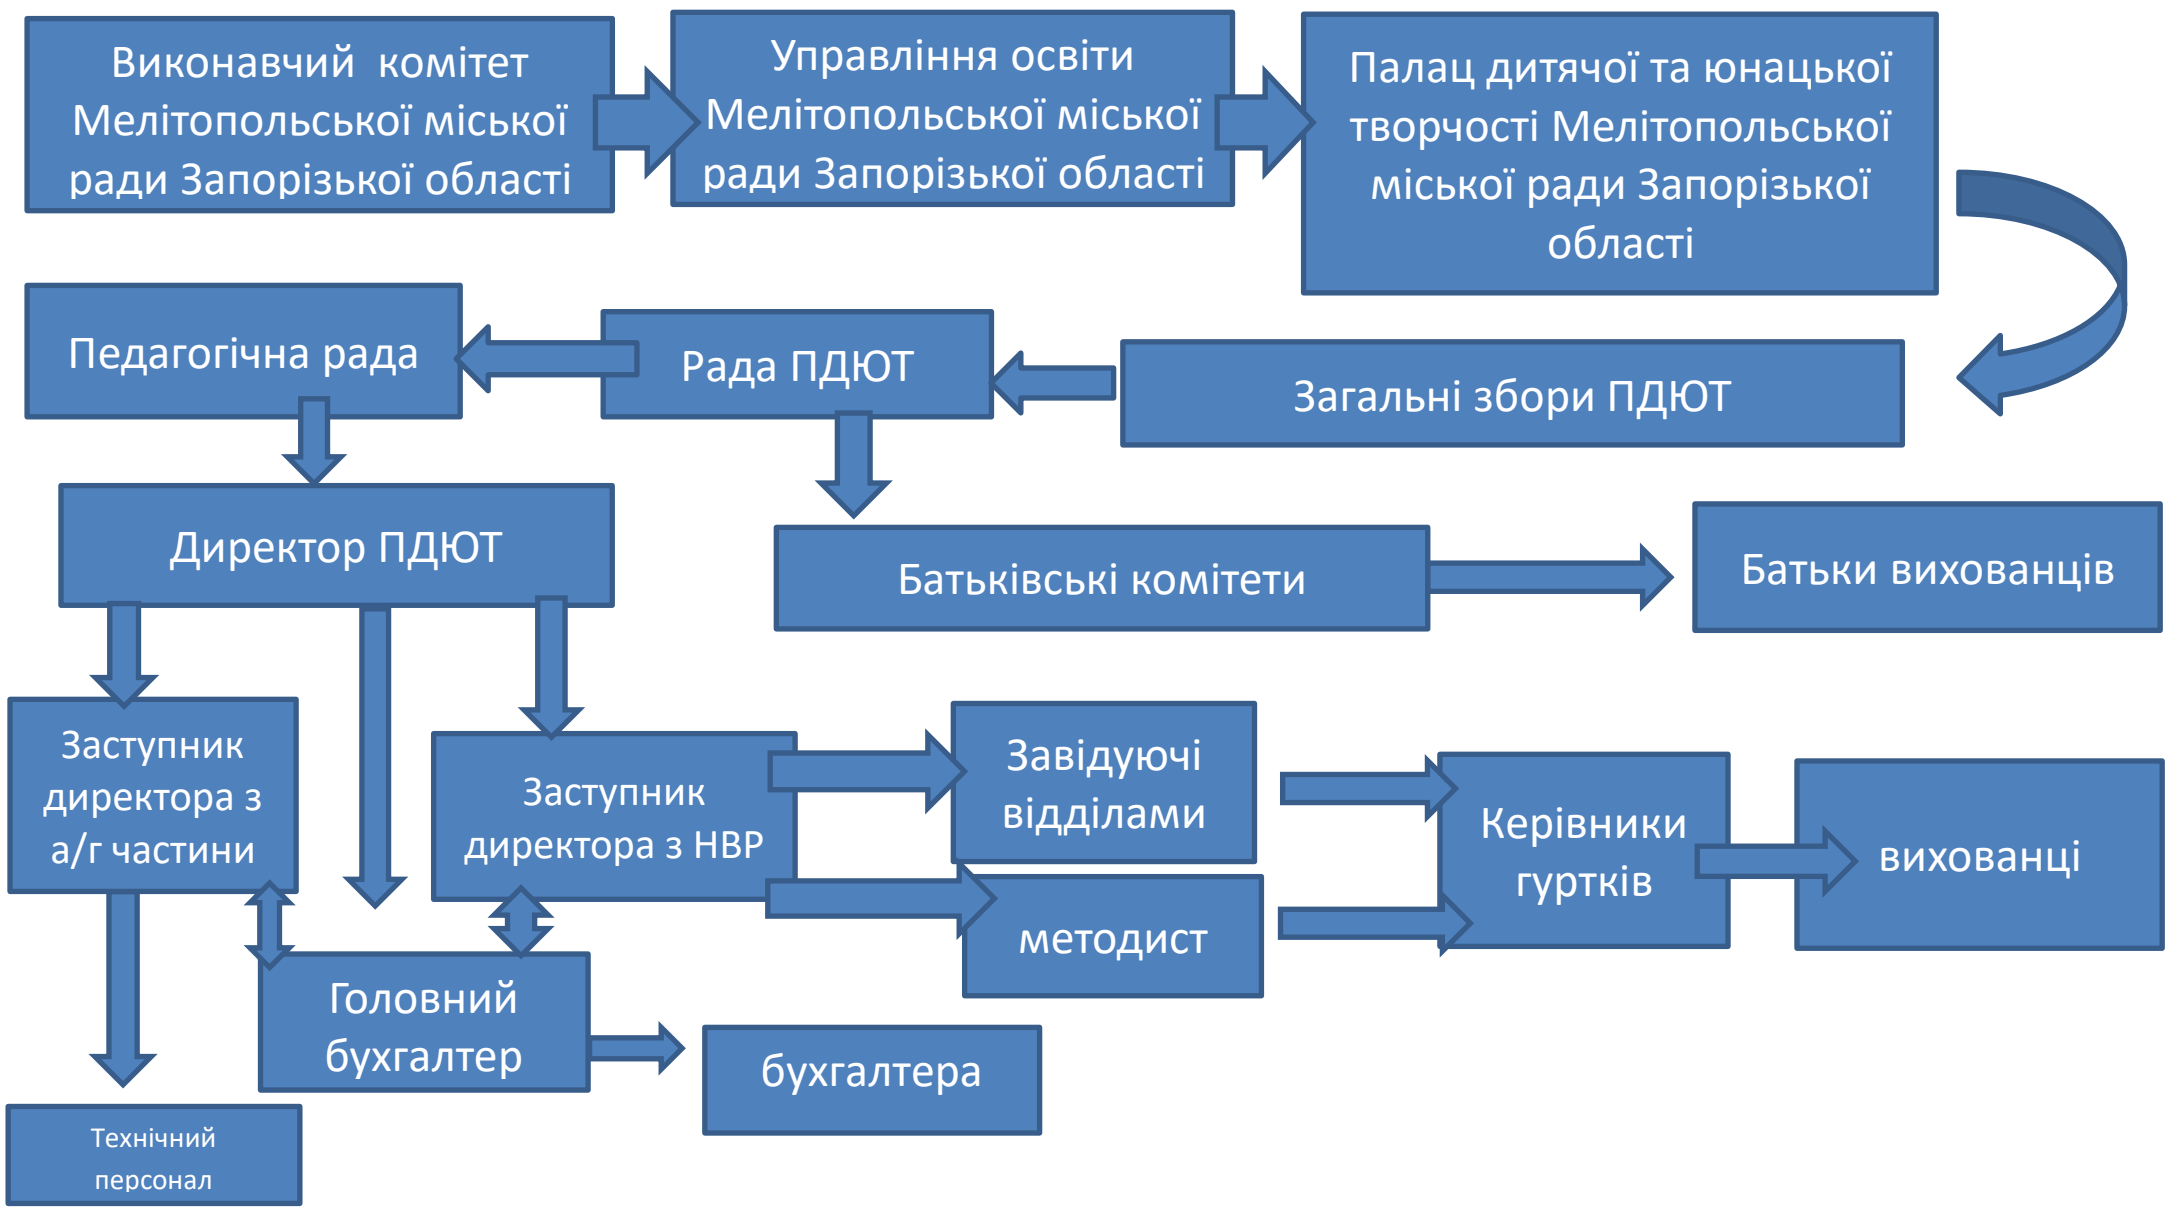 Виконавчий комітет
Мелітопольської міської
ради Запорізької області
Управління освіти
Мелітопольської міської
ради Запорізької області
Палац дитячої та юнацької
творчості Мелітопольської
міської ради Запорізької
області
Педагогічна рада
Рада ПДЮТ
Загальні збори ПДЮТ
Директор ПДЮТ
Батьківські комітети
Батьки вихованців
Заступник
директора з
а/г частини
Заступник
директора з НВР
Завідуючі
відділами
методист
Керівники
гуртків
вихованці
Головний
бухгалтер
бухгалтера
Технічний
персонал